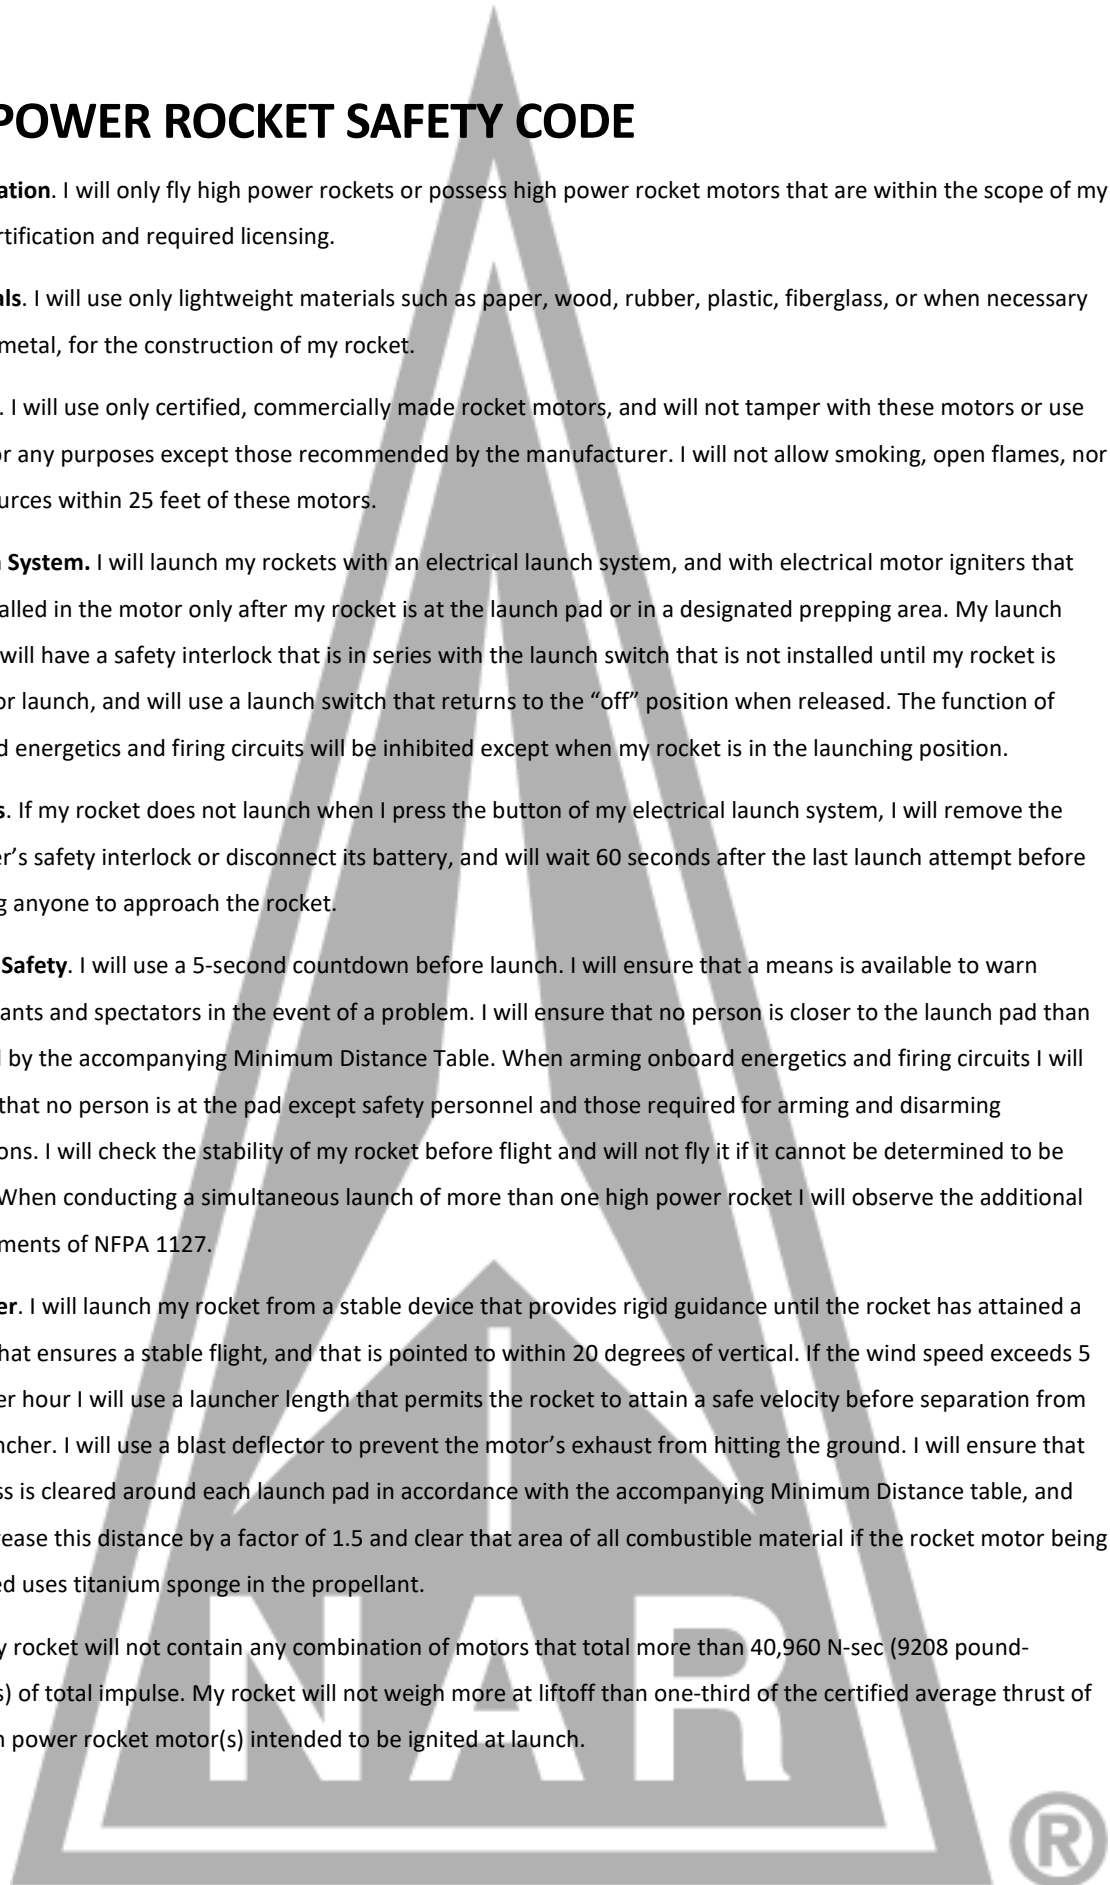 POWER ROCKET SAFETY CODE
ation. I will only fly high power rockets or possess high power rocket motors that are within the scope of my
rtification and required licensing.
als. I will use only lightweight materials such as paper, wood, rubber, plastic, fiberglass, or when necessary
metal, for the construction of my rocket.
. I will use only certified, commercially made rocket motors, and will not tamper with these motors or use
or any purposes except those recommended by the manufacturer. I will not allow smoking, open flames, nor
urces within 25 feet of these motors.
System. I will launch my rockets with an electrical launch system, and with electrical motor igniters that
alled in the motor only after my rocket is at the launch pad or in a designated prepping area. My launch
will have a safety interlock that is in series with the launch switch that is not installed until my rocket is
or launch, and will use a launch switch that returns to the “off” position when released. The function of
d energetics and firing circuits will be inhibited except when my rocket is in the launching position.
s. If my rocket does not launch when I press the button of my electrical launch system, I will remove the
er’s safety interlock or disconnect its battery, and will wait 60 seconds after the last launch attempt before
g anyone to approach the rocket.
Safety. I will use a 5-second countdown before launch. I will ensure that a means is available to warn
ants and spectators in the event of a problem. I will ensure that no person is closer to the launch pad than
d by the accompanying Minimum Distance Table. When arming onboard energetics and firing circuits I will
that no person is at the pad except safety personnel and those required for arming and disarming
ons. I will check the stability of my rocket before flight and will not fly it if it cannot be determined to be
When conducting a simultaneous launch of more than one high power rocket I will observe the additional
ments of NFPA 1127.
er. I will launch my rocket from a stable device that provides rigid guidance until the rocket has attained a
hat ensures a stable flight, and that is pointed to within 20 degrees of vertical. If the wind speed exceeds 5
er hour I will use a launcher length that permits the rocket to attain a safe velocity before separation from
ncher. I will use a blast deflector to prevent the motor’s exhaust from hitting the ground. I will ensure that
ss is cleared around each launch pad in accordance with the accompanying Minimum Distance table, and
rease this distance by a factor of 1.5 and clear that area of all combustible material if the rocket motor being
ed uses titanium sponge in the propellant.
y rocket will not contain any combination of motors that total more than 40,960 N-sec (9208 pound-
s) of total impulse. My rocket will not weigh more at liftoff than one-third of the certified average thrust of
h power rocket motor(s) intended to be ignited at launch.
NAR
®